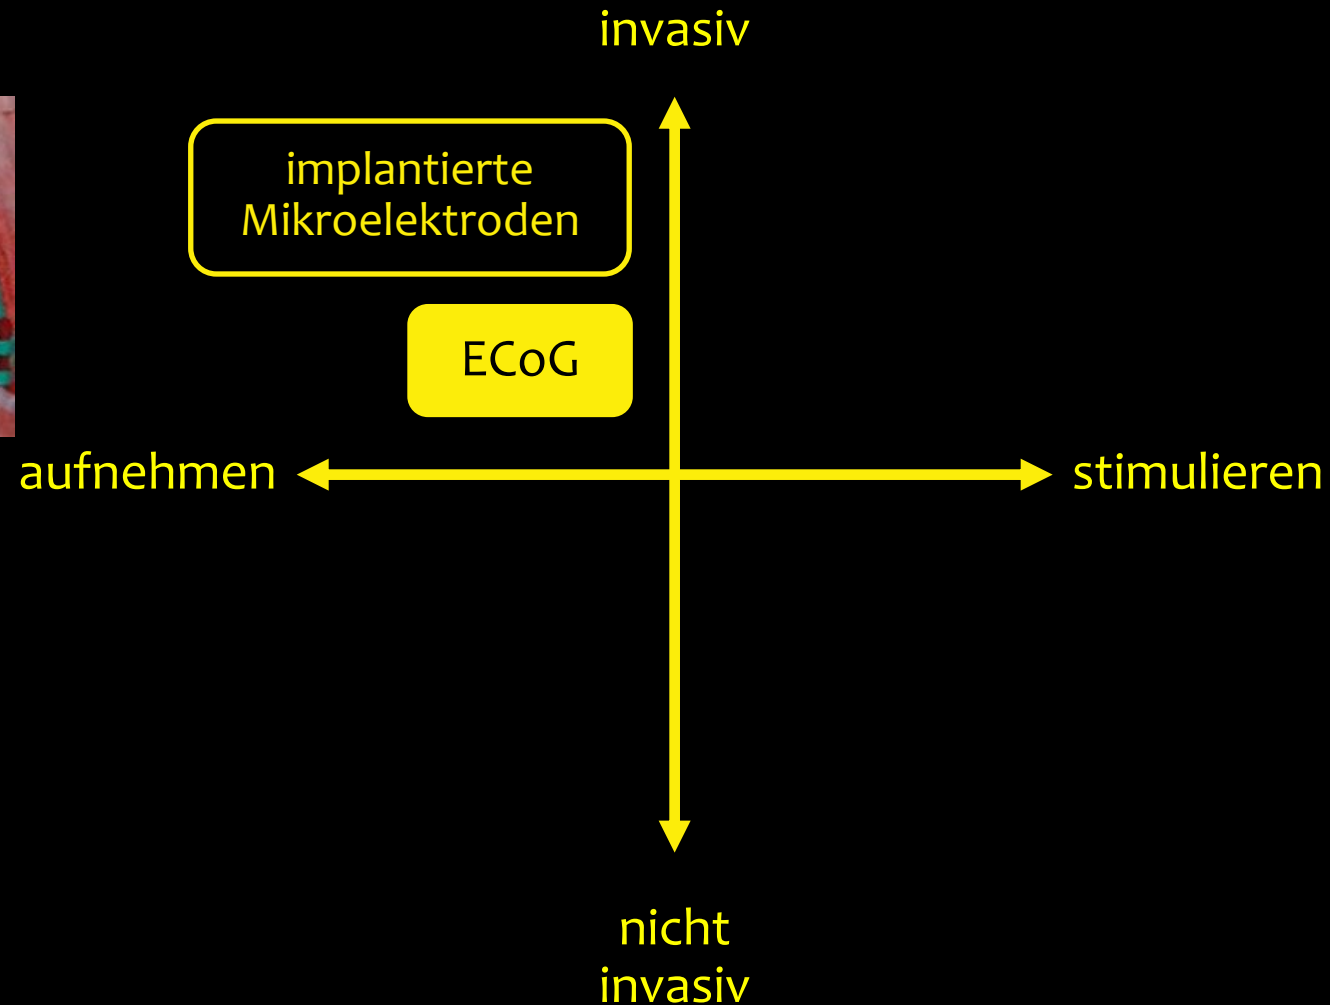 invasiv
implantierte
Mikroelektroden
ECoG
aufnehmen
stimulieren
nicht
invasiv